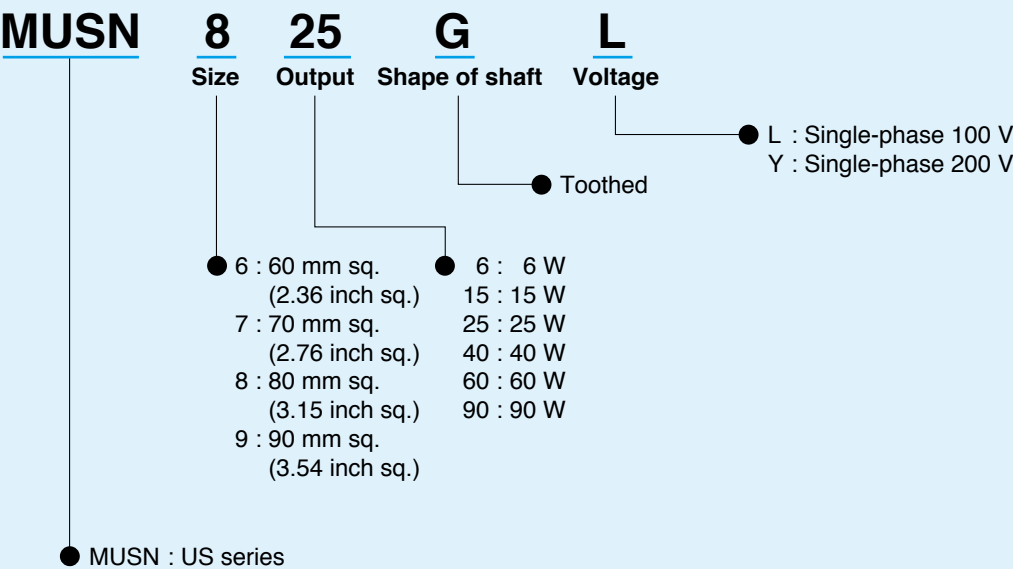 MUSN 8 25 G L
Size Output Shape of shaft Voltage
L : Single-phase 100 V
Y : Single-phase 200 V
Toothed
6 : 60 mm sq.
(2.36 inch sq.)
7 : 70 mm sq.
(2.76 inch sq.)
8 : 80 mm sq.
(3.15 inch sq.)
9 : 90 mm sq.
(3.54 inch sq.)
6 : 6 W
15 : 15 W
25 : 25 W
40 : 40 W
60 : 60 W
90 : 90 W
MUSN : US series